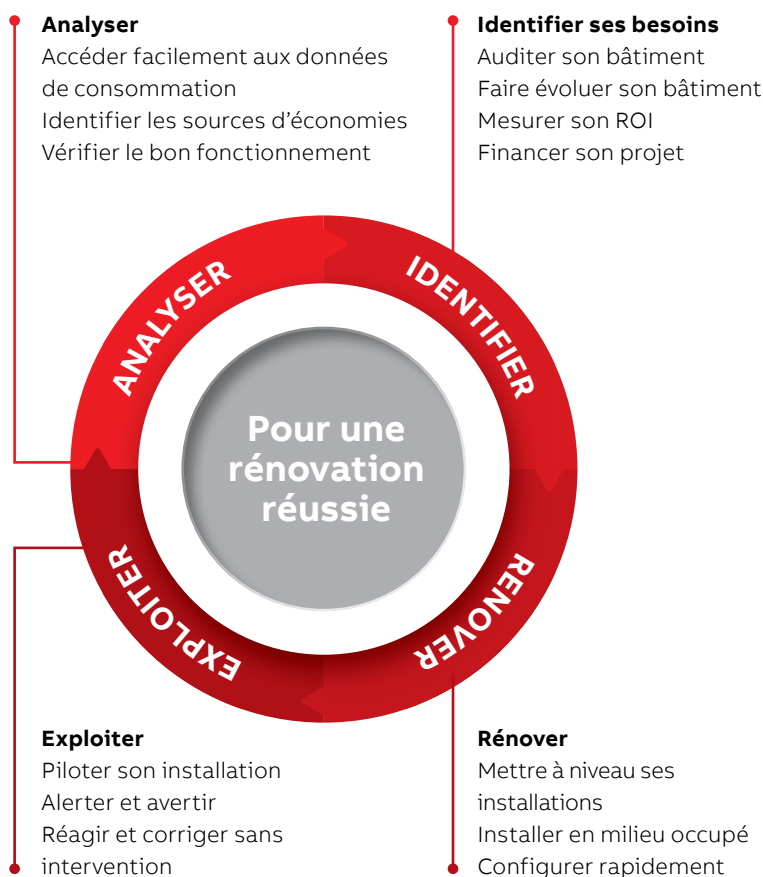 Analyser
Accéder facilement aux données
de consommation
Identifier les sources d'économies
Vérifier le bon fonctionnement
Identifier ses besoins
Auditer son bâtiment
Faire évoluer son bâtiment
Mesurer son ROI
Financer son projet
ANALYSER
IDENTIFIER
Pour une
rénovation
réussie
EXPLOITER
RENOVER
Exploiter
Piloter son installation
Alerter et avertir
Réagir et corriger sans
intervention
Rénover
Mettre à niveau ses
installations
Installer en milieu occupé
Configurer rapidement